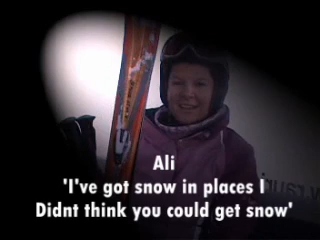 Ali
'I've got snow in places I
Didnt think you could get snow'